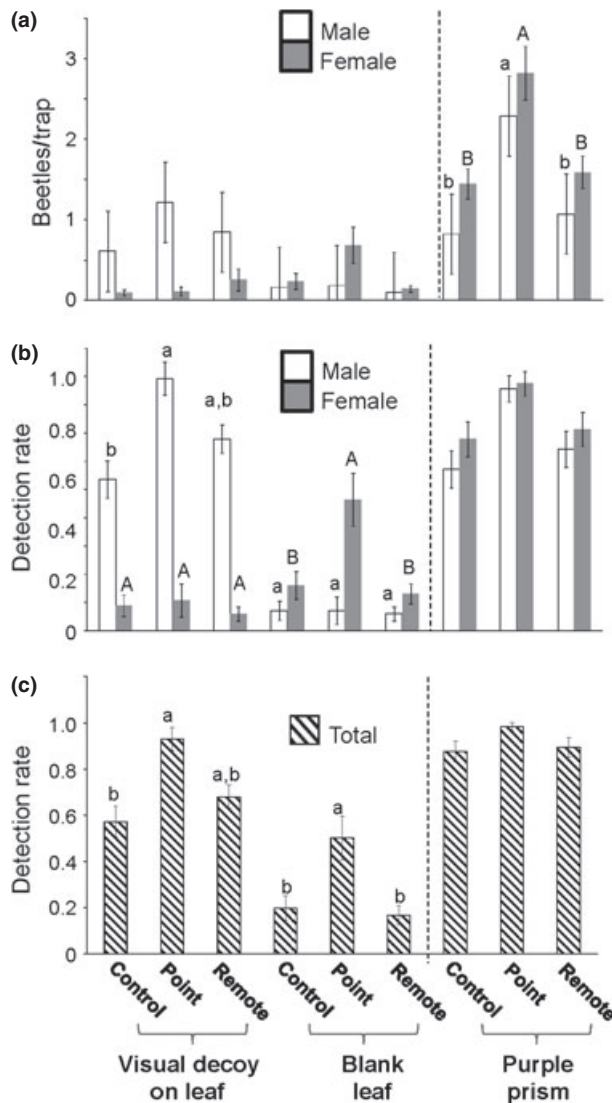 (a)
Male
Female
Beetles/trap
3
2
1
0
b
B
a
A
b
B
(b)
Male
Female
Detection rate
1.0
0.8
0.6
0.4
0.2
0
b
A
a
A
a,b
A
a
B
a
A
a
B
(c)
Total
Detection rate
1.0
0.8
0.6
0.4
0.2
0
b
a
a,b
b
a
b
Control
Point
Remote
Control
Point
Remote
Control
Point
Remote
Visual decoy
on leaf
Blank
leaf
Purple
prism